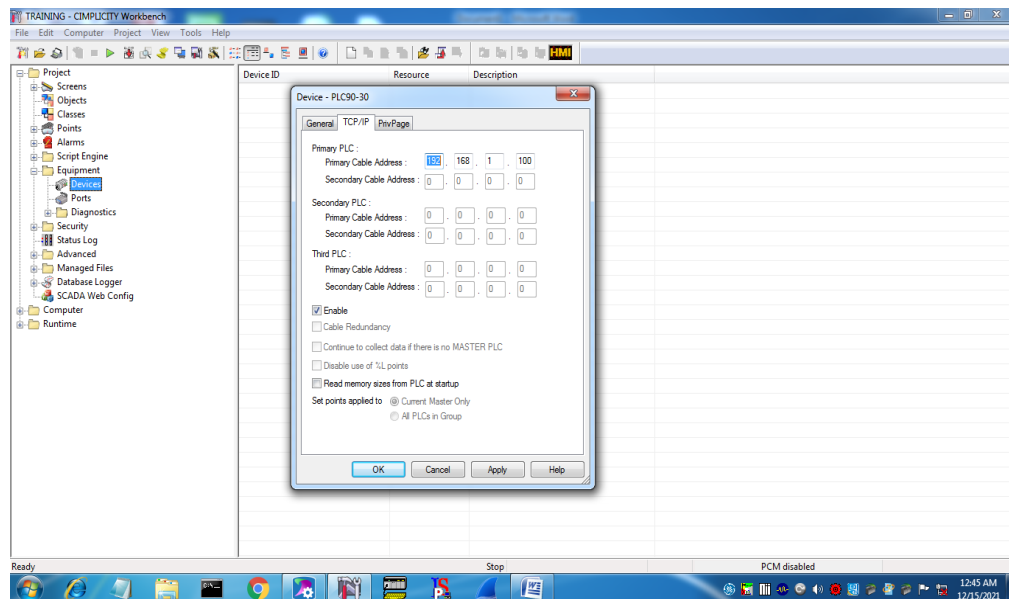 TRAINING - CIMPLICITY Workbench
File Edit Computer Project View Tools Help
HMI
Project
Screens
Objects
Classes
Points
Alarms
Script Engine
Equipment
Devices
Ports
Diagnostics
Security
Status Log
Advanced
Managed Files
Database Logger
SCADA Web Config
Computer
Runtime
Device ID Resource Description
Device - PLC90-30
General TCP/IP PrivPage
Primary PLC :
Primary Cable Address : 192 . 168 . 1 . 100
Secondary Cable Address : 0 . 0 . 0 . 0
Secondary PLC :
Primary Cable Address : 0 . 0 . 0 . 0
Secondary Cable Address : 0 . 0 . 0 . 0
Third PLC :
Primary Cable Address : 0 . 0 . 0 . 0
Secondary Cable Address : 0 . 0 . 0 . 0
Enable
Cable Redundancy
Continue to collect data if there is no MASTER PLC
Disable use of %L points
Read memory sizes from PLC at startup
Set points applied to Current Master Only
All PLCs in Group
OK Cancel Apply Help
Ready Stop PCM disabled
12:45 AM
12/15/2021